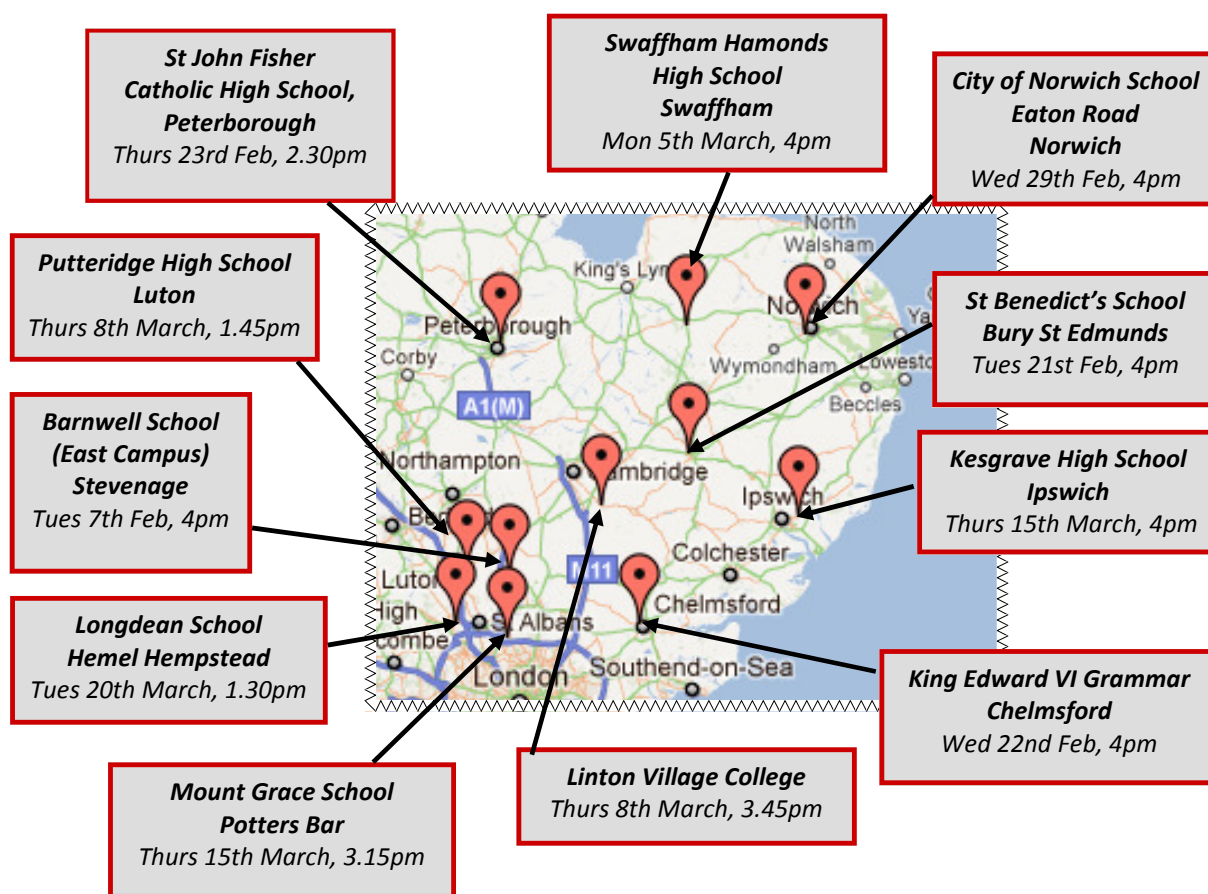 St John Fisher
Catholic High School,
Peterborough
Thurs 23rd Feb, 2.30pm
Swaffham Hamonds
High School
Swaffham
Mon 5th March, 4pm
City of Norwich School
Eaton Road
Norwich
Wed 29th Feb, 4pm
Putteridge High School
Luton
Thurs 8th March, 1.45pm
St Benedict's School
Bury St Edmunds
Tues 21st Feb, 4pm
Barnwell School
(East Campus)
Stevenage
Tues 7th Feb, 4pm
Kesgrave High School
Ipswich
Thurs 15th March, 4pm
Longdean School
Hemel Hempstead
Tues 20th March, 1.30pm
King Edward VI Grammar
Chelmsford
Wed 22nd Feb, 4pm
Mount Grace School
Potters Bar
Thurs 15th March, 3.15pm
Linton Village College
Thurs 8th March, 3.45pm
North
Walsham
King's Ly
Norwich
Peterborough
Corby
Wymondham
Lowesto
Beccles
A1(M)
Northampton
Cambridge
Ipswich
Colchester
M11
Luton
High
combe
St Albans
Chelmsford
London
Southend-on-Sea